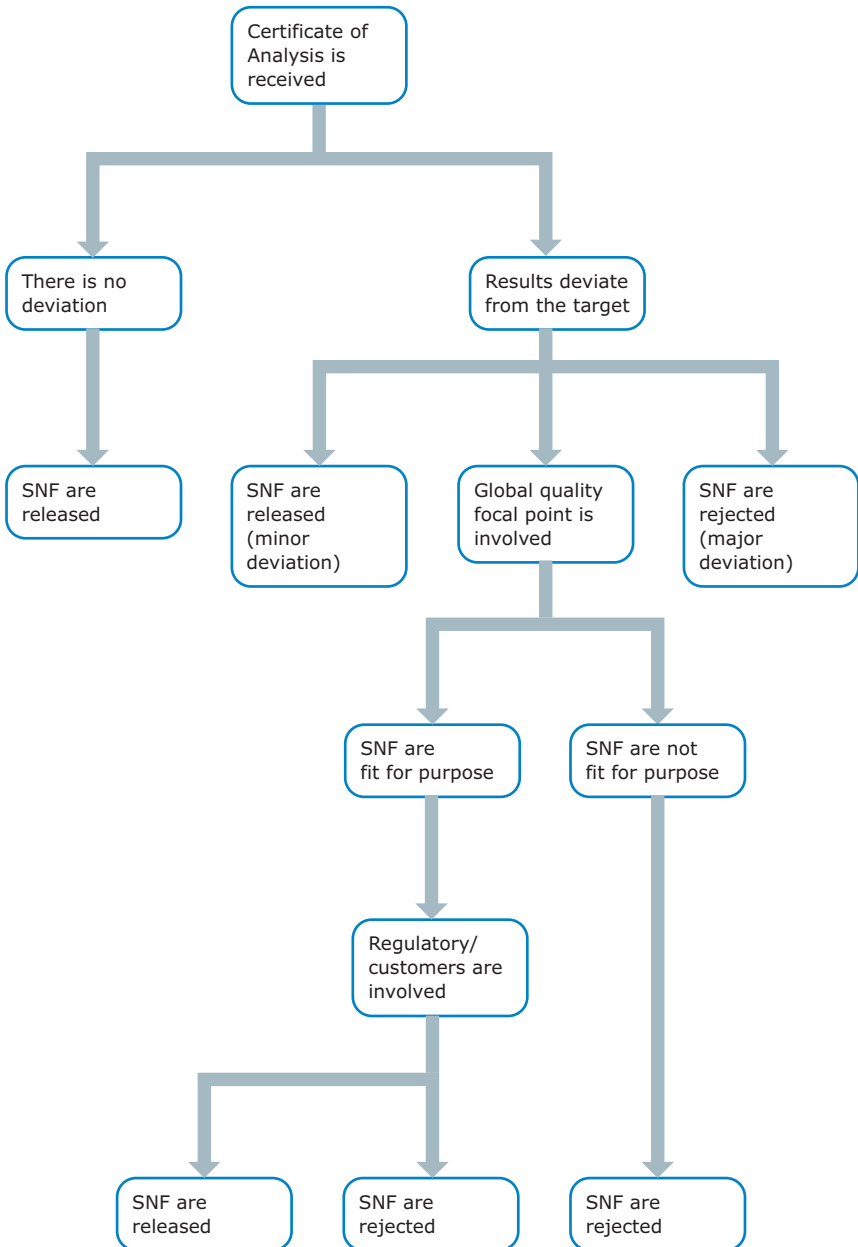 Certificate of
Analysis is
received
There is no
deviation
Results deviate
from the target
SNF are
released
SNF are
released
(minor
deviation)
Global quality
focal point is
involved
SNF are
rejected
(major
deviation)
SNF are
fit for purpose
SNF are not
fit for purpose
Regulatory/
customers are
involved
SNF are
released
SNF are
rejected
SNF are
rejected